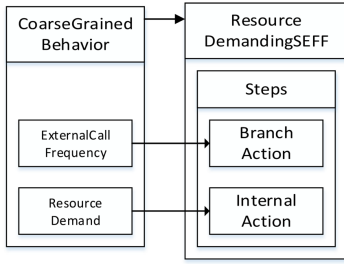 CoarseGrained
Behavior
ExternalCall
Frequency
Resource
Demand
Resource
DemandingSEFF
Steps
Branch
Action
Internal
Action